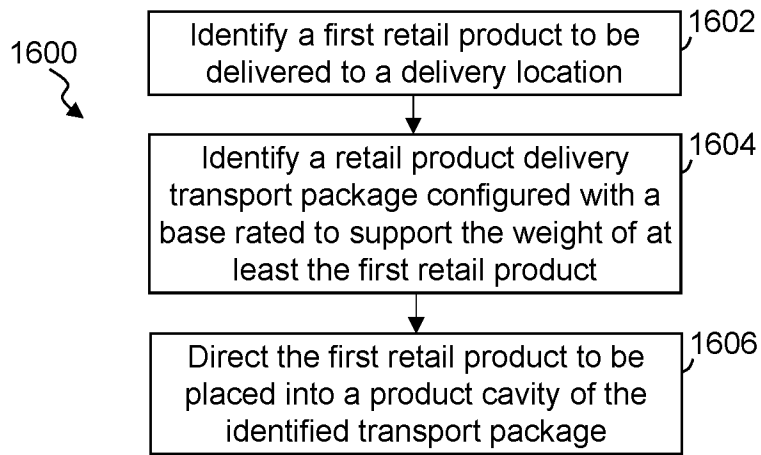 1600
Identify a first retail product to be
delivered to a delivery location
1602
Identify a retail product delivery
transport package configured with a
base rated to support the weight of at
least the first retail product
1604
Direct the first retail product to be
placed into a product cavity of the
identified transport package
1606